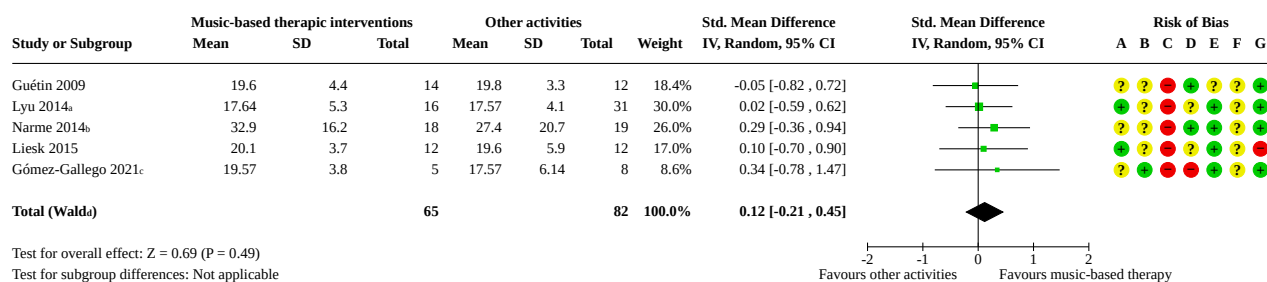 Music-based therapic interventions Other activities Std. Mean Difference Std. Mean Difference Risk of Bias
Study or Subgroup Mean SD Total Mean SD Total Weight IV, Random, 95% CI IV, Random, 95% CI A B C D E F G
Guétin 2009 19.6 4.4 14 19.8 3.3 12 18.4% -0.05 [-0.82 , 0.72] ? ? − + ? ? +
Lyu 2014a 17.64 5.3 16 17.57 4.1 31 30.0% 0.02 [-0.59 , 0.62] + ? − ? + ? +
Narme 2014b 32.9 16.2 18 27.4 20.7 19 26.0% 0.29 [-0.36 , 0.94] ? ? − + + ? +
Liesk 2015 20.1 3.7 12 19.6 5.9 12 17.0% 0.10 [-0.70 , 0.90] + ? − ? + ? −
Gómez-Gallego 2021c 19.57 3.8 5 17.57 6.14 8 8.6% 0.34 [-0.78 , 1.47] ? + − − + ? +
Total (Waldd) 65 82 100.0% 0.12 [-0.21 , 0.45]
Test for overall effect: Z = 0.69 (P = 0.49)
Test for subgroup differences: Not applicable
-2 -1 0 1 2
Favours other activities Favours music-based therapy